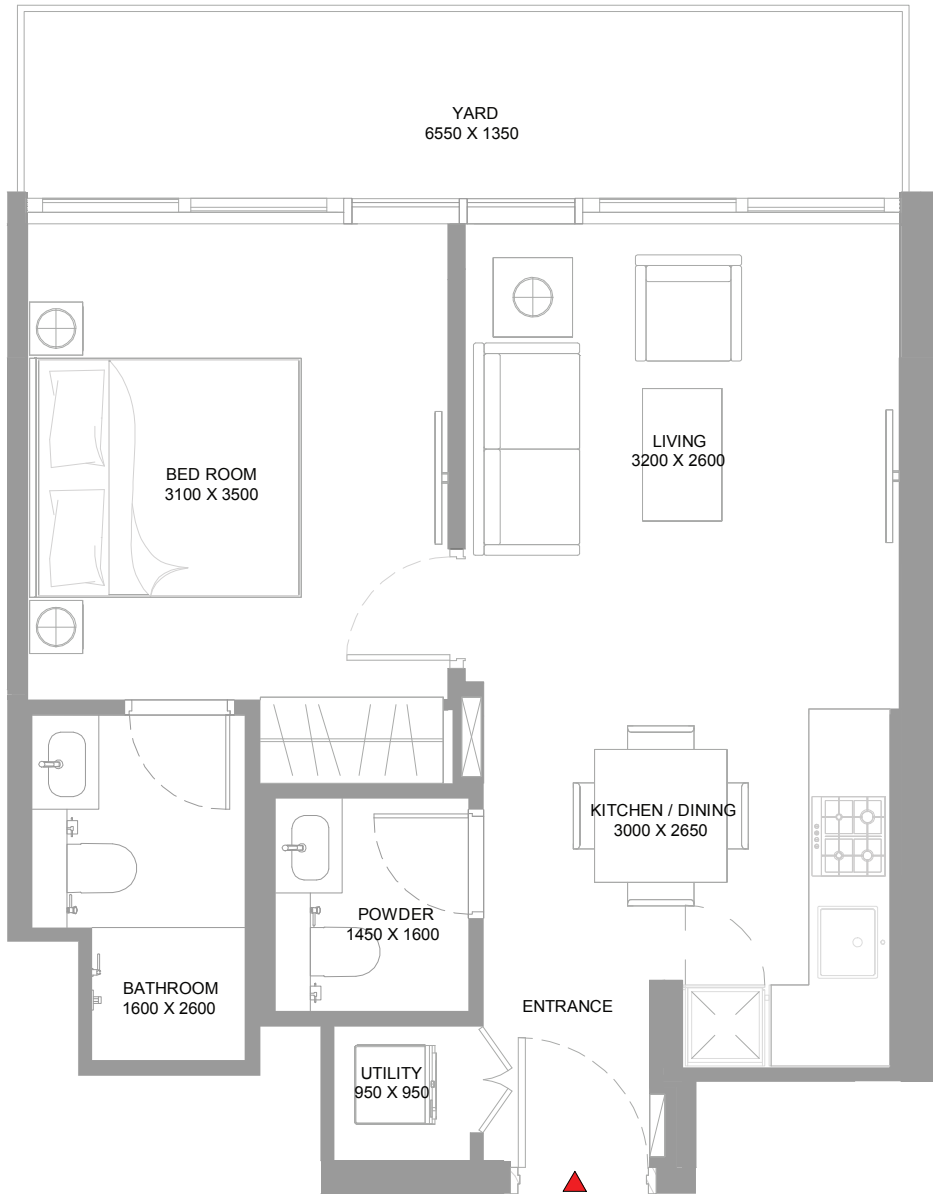 YARD
6550 X 1350
LIVING
3200 X 2600
BED ROOM
3100 X 3500
KITCHEN / DINING
3000 X 2650
POWDER
1450 X 1600
BATHROOM
1600 X 2600
ENTRANCE
UTILITY
950 X 950